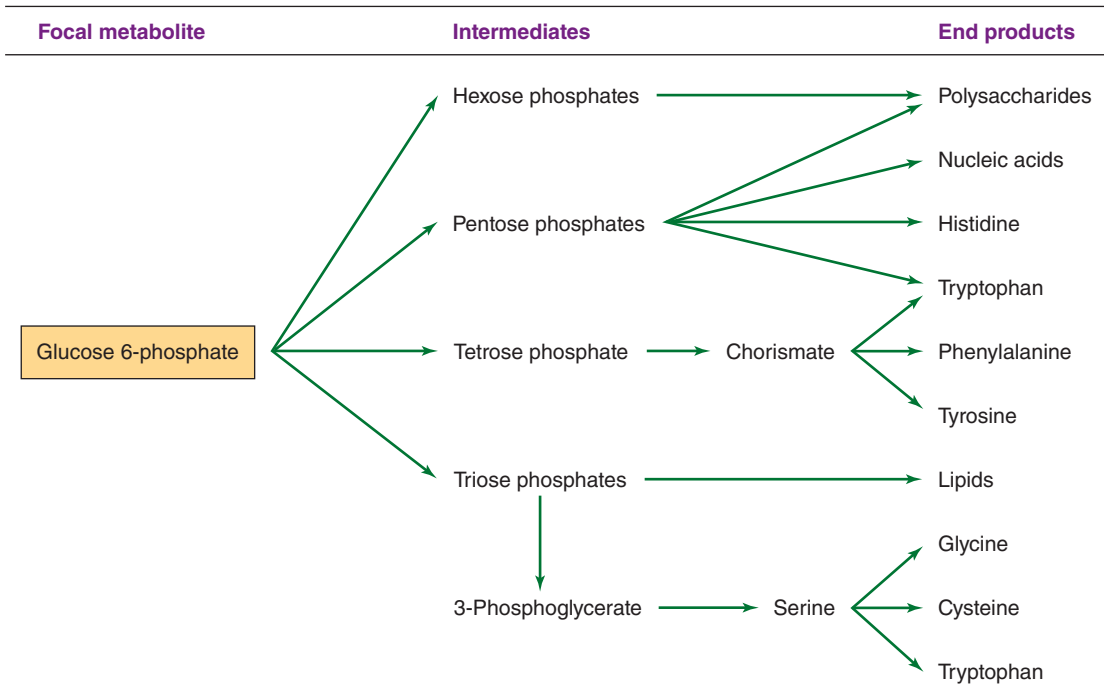 Focal metabolite Intermediates End products
Hexose phosphates Polysaccharides
Nucleic acids
Pentose phosphates Histidine
Tryptophan
Glucose 6-phosphate Tetrose phosphate Chorismate Phenylalanine
Tyrosine
Triose phosphates Lipids
Glycine
3-Phosphoglycerate Serine Cysteine
Tryptophan